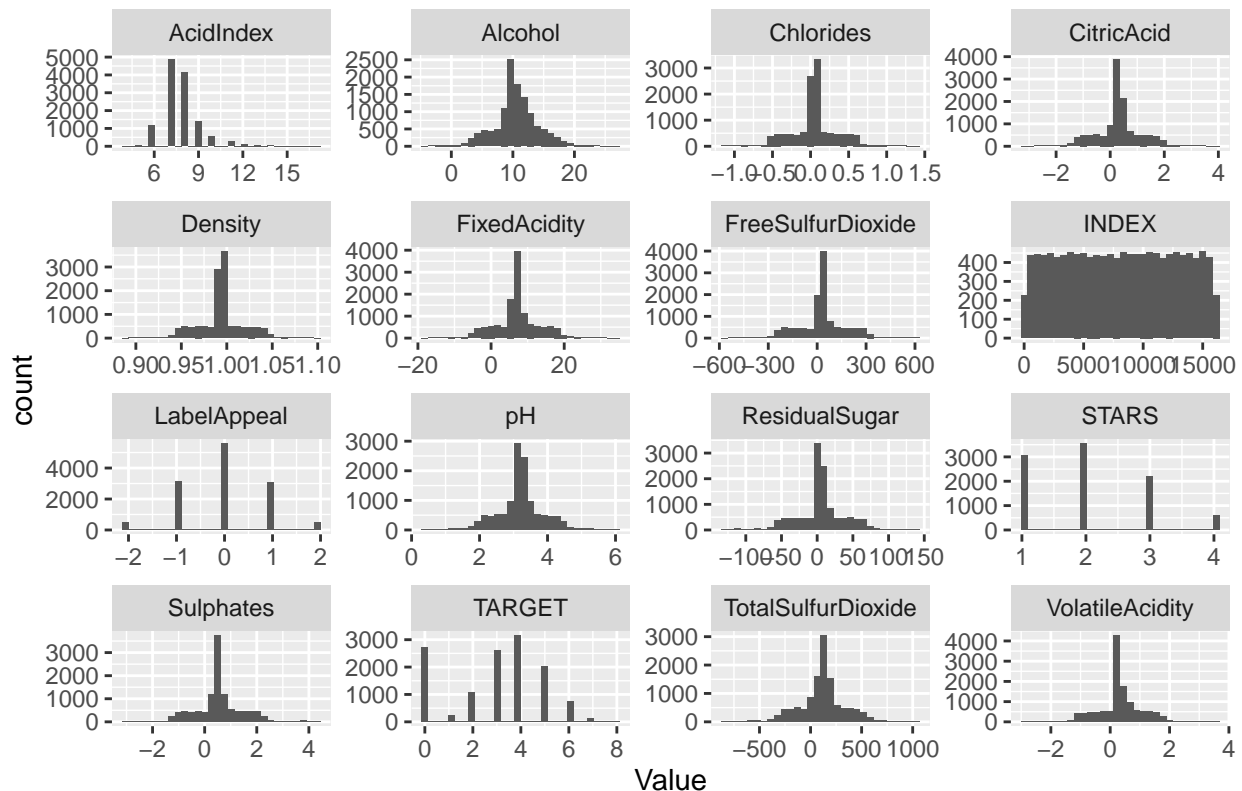 AcidIndex Alcohol Chlorides CitricAcid
5000 4000 3000 2000 1000 0
2500 2000 1500 1000 500 0
3000 2000 1000 0
4000 3000 2000 1000 0
6 9 12 15
0 10 20
−1.0 −0.5 0.0 0.5 1.0 1.5
−2 0 2 4
Density FixedAcidity FreeSulfurDioxide INDEX
3000 2000 1000 0
4000 3000 2000 1000 0
4000 3000 2000 1000 0
400 300 200 100 0
0.90 0.95 1.00 1.05 1.10
−20 0 20
−600 −300 0 300 600
0 5000 10000 15000
count
LabelAppeal pH ResidualSugar STARS
4000 2000 0
3000 2000 1000 0
3000 2000 1000 0
3000 2000 1000 0
−2 −1 0 1 2
0 2 4 6
−100 −50 0 50 100 150
1 2 3 4
Sulphates TARGET TotalSulfurDioxide VolatileAcidity
3000 2000 1000 0
3000 2000 1000 0
3000 2000 1000 0
4000 3000 2000 1000 0
−2 0 2 4
0 2 4 6 8
−500 0 500 1000
−2 0 2 4
Value